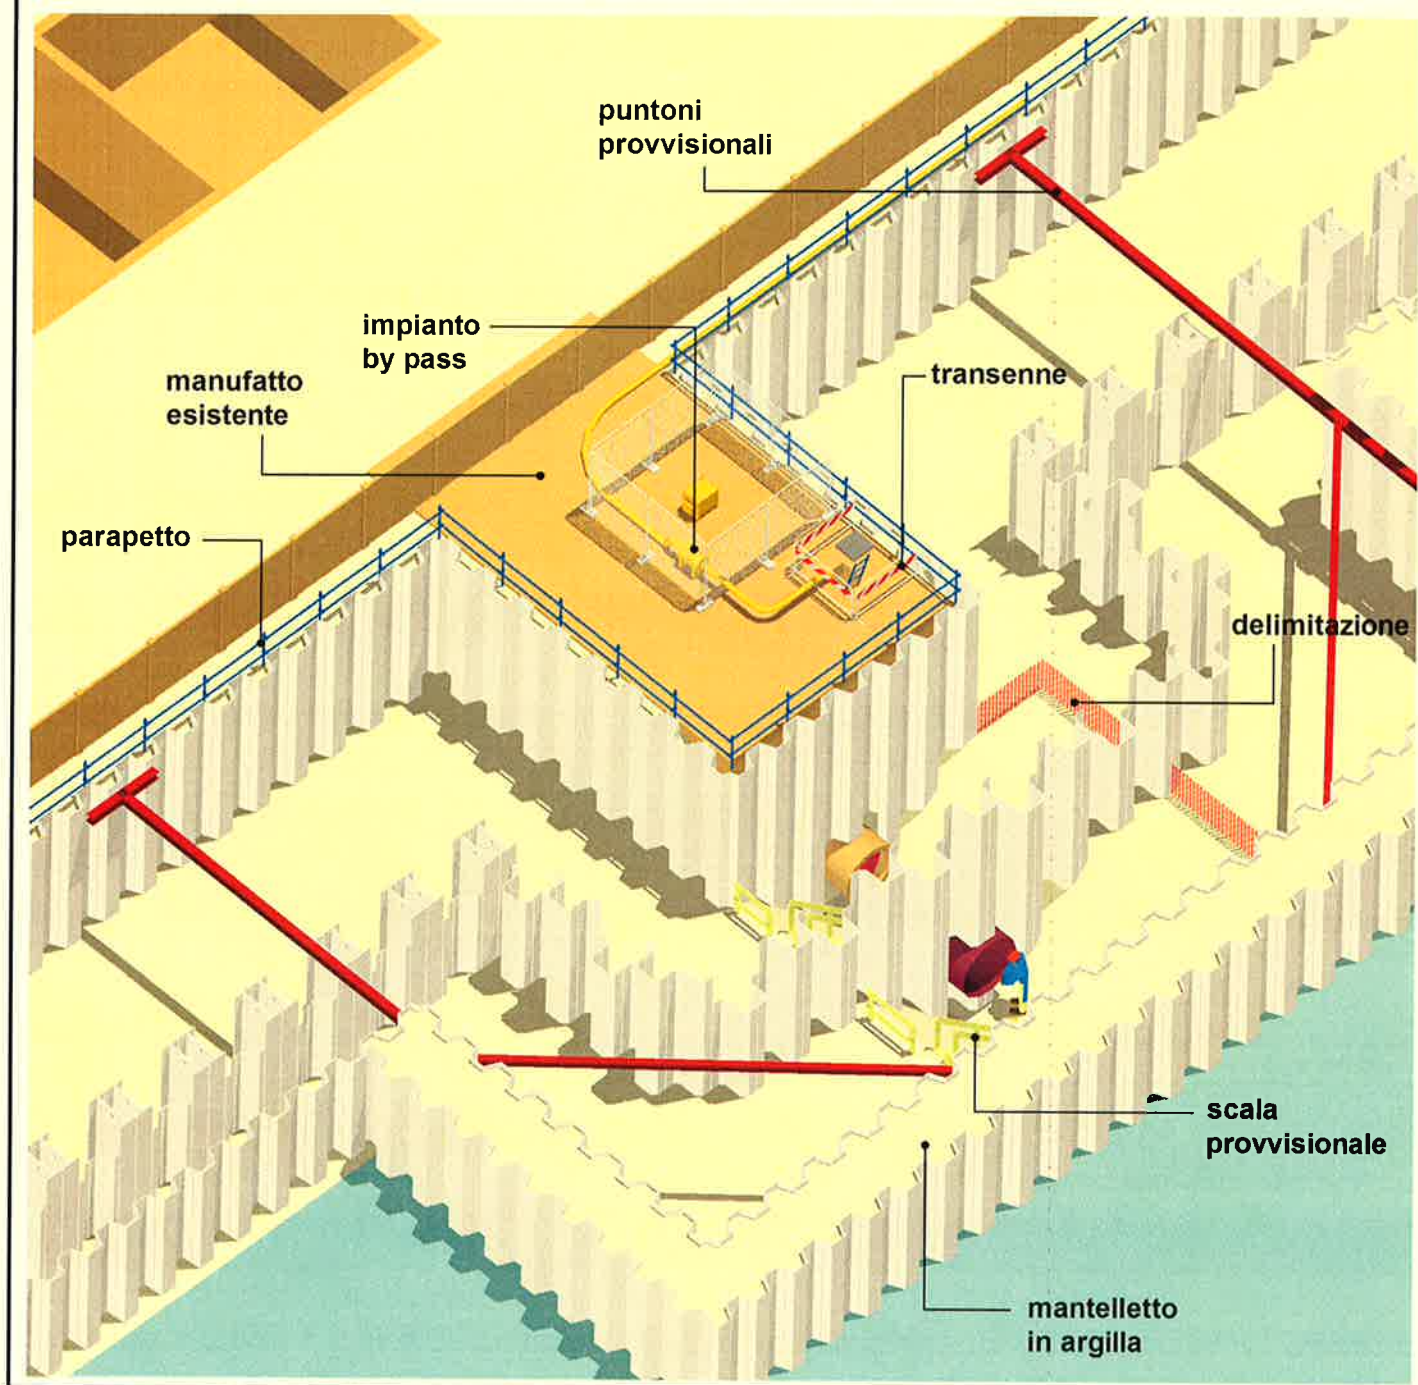 puntoni
provvisionali
impianto
by pass
manufatto
esistente
transenne
parapetto
delimitazione
scala
provvisionale
mantelletto
in argilla